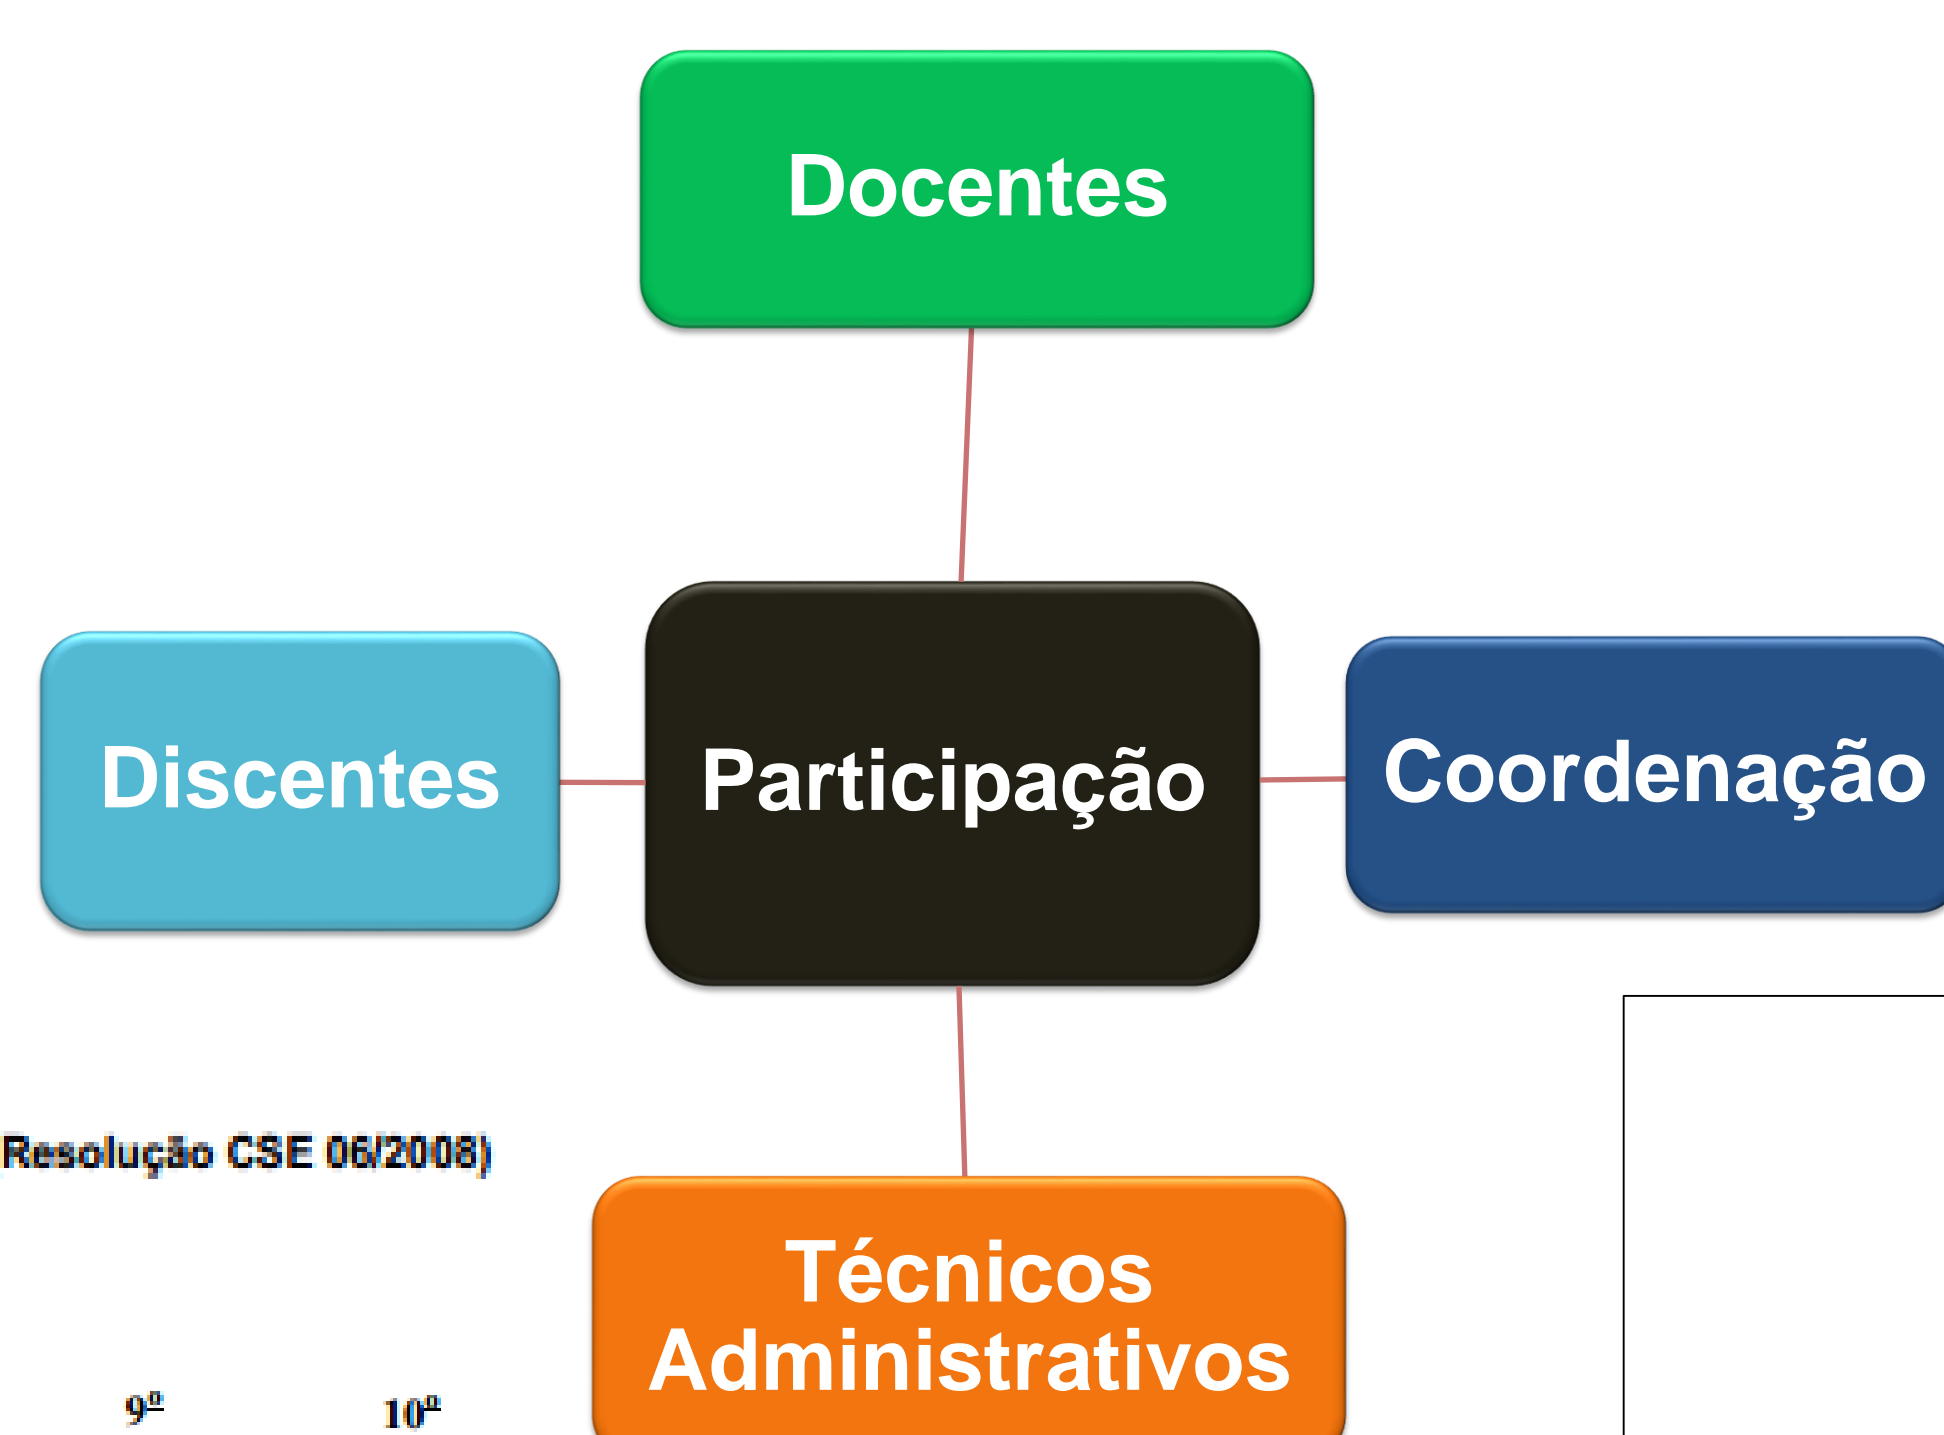 Docentes
Discentes
Participação
Coordenação
Resolução CSE 06/2008)
Técnicos
Administrativos
9º
10º